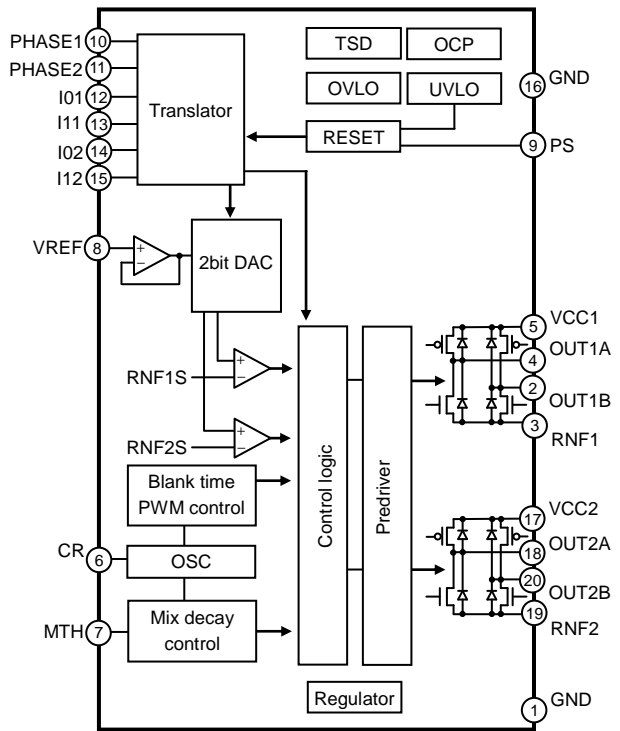 PHASE1 10
PHASE2 11
I01 12
I11 13
I02 14
I12 15
Translator
TSD
OCP
OVLO
UVLO
RESET
16 GND
9 PS
VREF 8
+
−
2bit DAC
RNF1S
+
−
RNF2S
+
−
Blank time
PWM control
CR 6
OSC
MTH 7
Mix decay
control
Control logic
Predriver
5 VCC1
4 OUT1A
2 OUT1B
3 RNF1
17 VCC2
18 OUT2A
20 OUT2B
19 RNF2
1 GND
Regulator